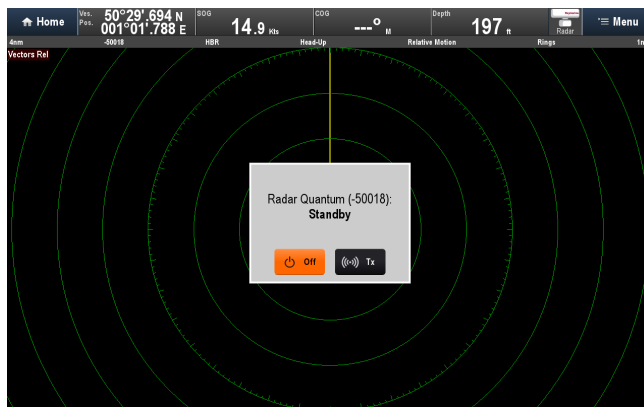 Home
Ves. Pos.
50°29'.694 N
001°01'.788 E
SOG
14.9 Kts
COG
---° M
Depth
197 ft
Radar
Menu
4nm -50018 HBR Head-Up Relative Motion Rings 1n
Vectors Rel
Radar Quantum (-50018):
Standby
Off
Tx